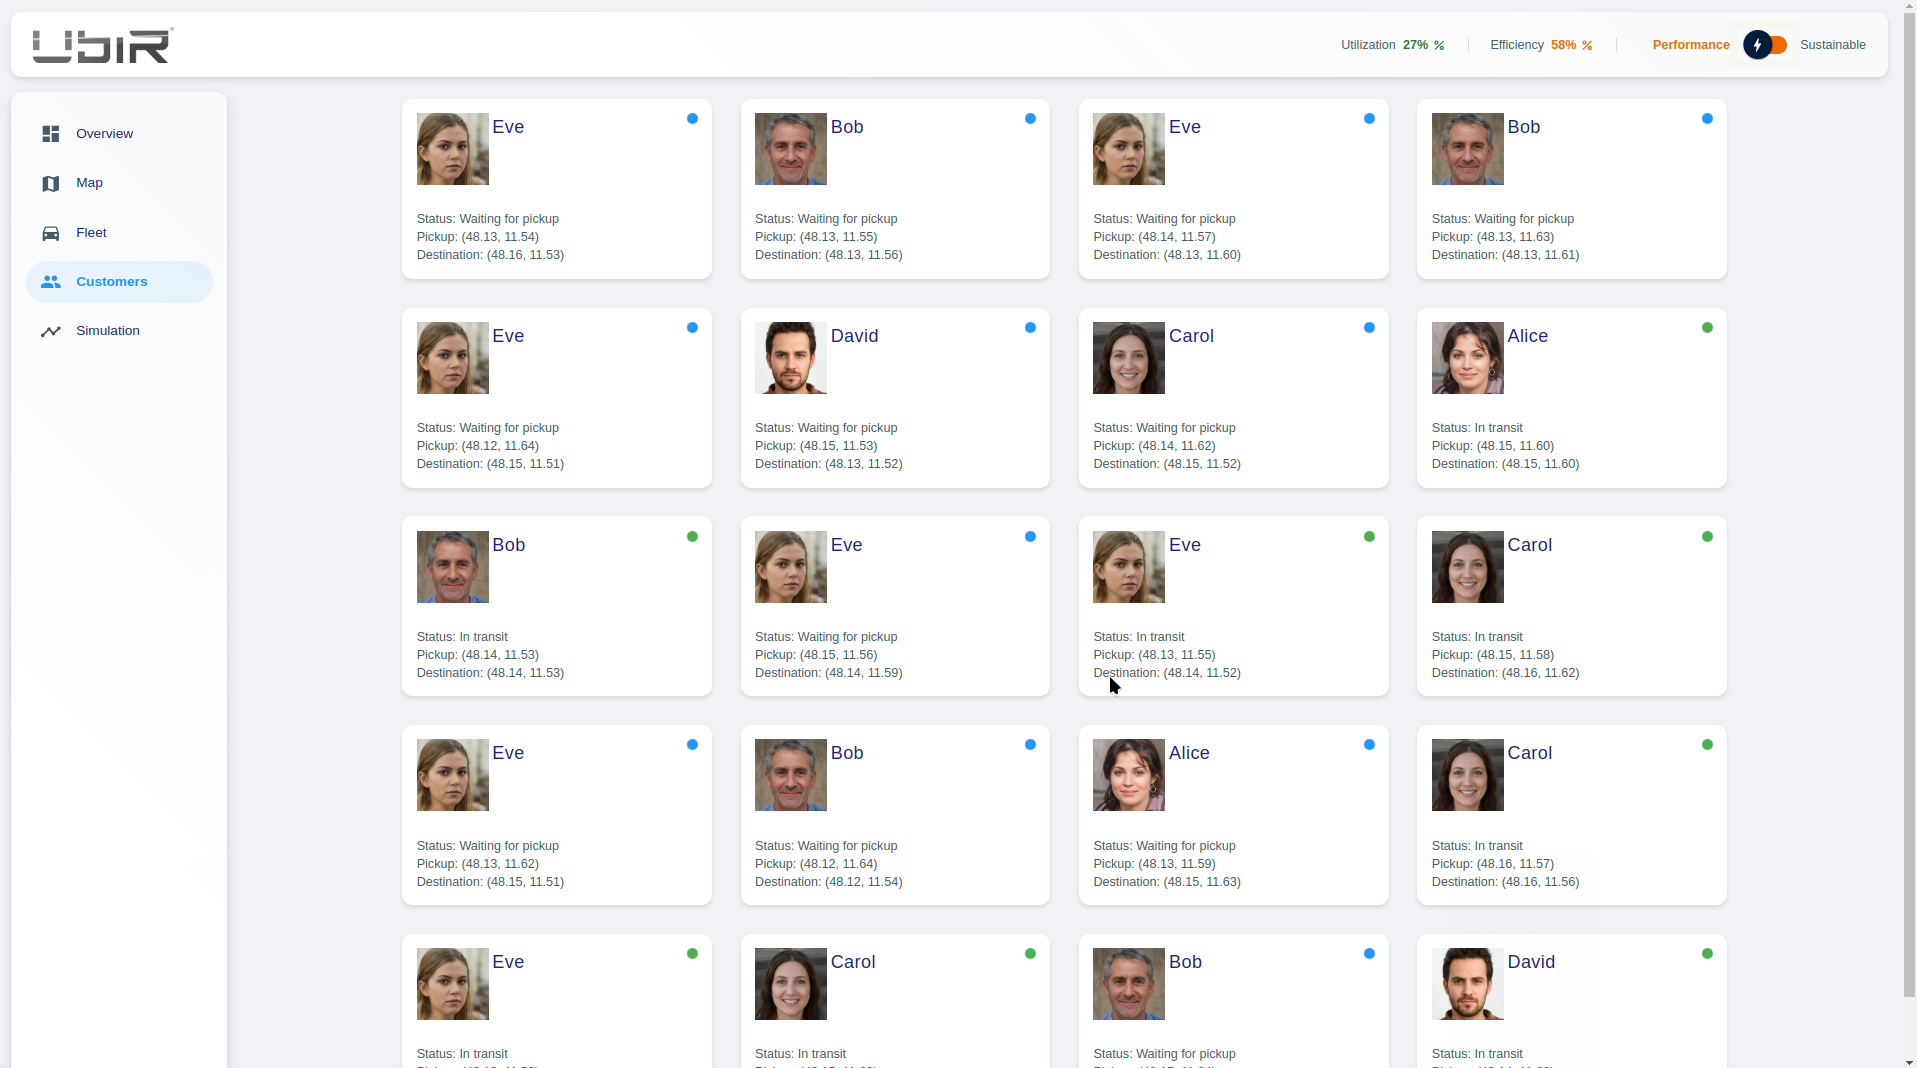 UbiR
Utilization 27% %
Efficiency 58% %
Performance
Sustainable
Overview
Map
Fleet
Customers
Simulation
Eve
Status: Waiting for pickup
Pickup: (48.13, 11.54)
Destination: (48.16, 11.53)
Bob
Status: Waiting for pickup
Pickup: (48.13, 11.55)
Destination: (48.13, 11.56)
Eve
Status: Waiting for pickup
Pickup: (48.14, 11.57)
Destination: (48.13, 11.60)
Bob
Status: Waiting for pickup
Pickup: (48.13, 11.63)
Destination: (48.13, 11.61)
Eve
Status: Waiting for pickup
Pickup: (48.12, 11.64)
Destination: (48.15, 11.51)
David
Status: Waiting for pickup
Pickup: (48.15, 11.53)
Destination: (48.13, 11.52)
Carol
Status: Waiting for pickup
Pickup: (48.14, 11.62)
Destination: (48.15, 11.52)
Alice
Status: In transit
Pickup: (48.15, 11.60)
Destination: (48.15, 11.60)
Bob
Status: In transit
Pickup: (48.14, 11.53)
Destination: (48.14, 11.53)
Eve
Status: Waiting for pickup
Pickup: (48.15, 11.56)
Destination: (48.14, 11.59)
Eve
Status: In transit
Pickup: (48.13, 11.55)
Destination: (48.14, 11.52)
Carol
Status: In transit
Pickup: (48.15, 11.58)
Destination: (48.16, 11.62)
Eve
Status: Waiting for pickup
Pickup: (48.13, 11.62)
Destination: (48.15, 11.51)
Bob
Status: Waiting for pickup
Pickup: (48.12, 11.64)
Destination: (48.12, 11.54)
Alice
Status: Waiting for pickup
Pickup: (48.13, 11.59)
Destination: (48.15, 11.63)
Carol
Status: In transit
Pickup: (48.16, 11.57)
Destination: (48.16, 11.56)
Eve
Status: In transit
Carol
Status: In transit
Bob
Status: Waiting for pickup
David
Status: In transit